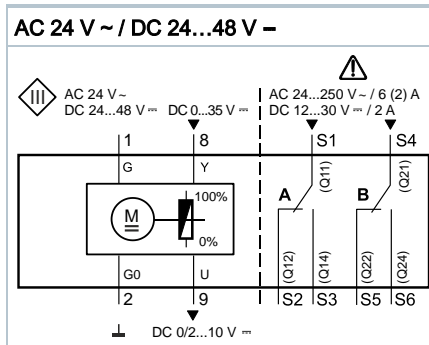 AC 24 V ~ / DC 24...48 V ⎓
III
AC 24 V ~
DC 24...48 V ⎓
DC 0...35 V ⎓
AC 24...250 V ~ / 6 (2) A
DC 12...30 V ⎓ / 2 A
1 8 S1 S4
G Y (Q11) (Q21)
100%
M
0%
A B
G0 U (Q12) (Q14) (Q22) (Q24)
2 9 S2 S3 S5 S6
DC 0/2...10 V ⎓